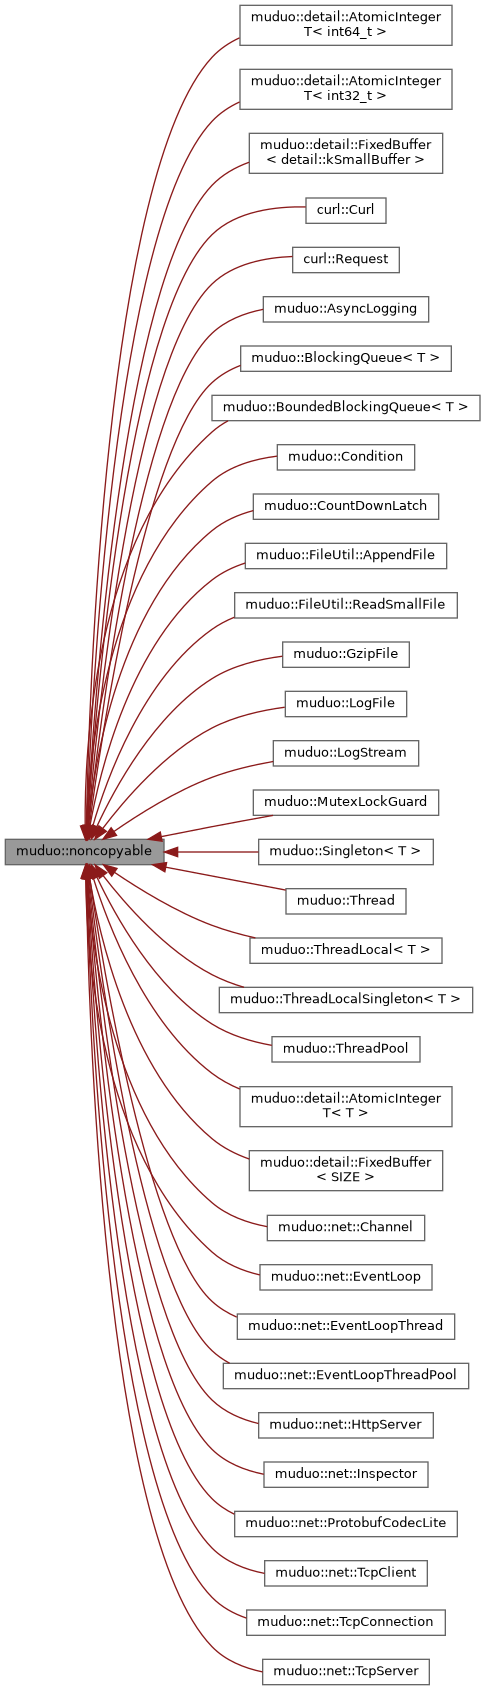 muduo::detail::AtomicInteger
T< int64_t >
muduo::detail::AtomicInteger
T< int32_t >
muduo::detail::FixedBuffer
< detail::kSmallBuffer >
curl::Curl
curl::Request
muduo::AsyncLogging
muduo::BlockingQueue< T >
muduo::BoundedBlockingQueue< T >
muduo::Condition
muduo::CountDownLatch
muduo::FileUtil::AppendFile
muduo::FileUtil::ReadSmallFile
muduo::GzipFile
muduo::LogFile
muduo::LogStream
muduo::MutexLockGuard
muduo::noncopyable
muduo::Singleton< T >
muduo::Thread
muduo::ThreadLocal< T >
muduo::ThreadLocalSingleton< T >
muduo::ThreadPool
muduo::detail::AtomicInteger
T< T >
muduo::detail::FixedBuffer
< SIZE >
muduo::net::Channel
muduo::net::EventLoop
muduo::net::EventLoopThread
muduo::net::EventLoopThreadPool
muduo::net::HttpServer
muduo::net::Inspector
muduo::net::ProtobufCodecLite
muduo::net::TcpClient
muduo::net::TcpConnection
muduo::net::TcpServer